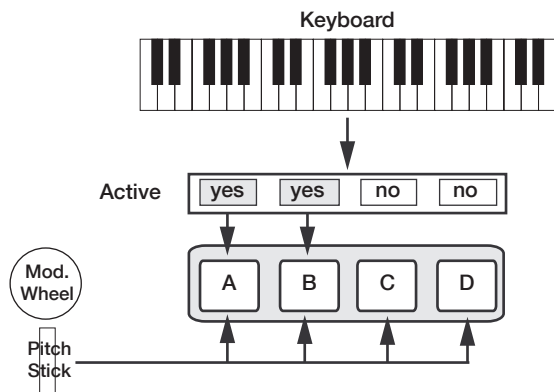 Keyboard
Active
yes yes no no
A B C D
Mod.
Wheel
Pitch
Stick